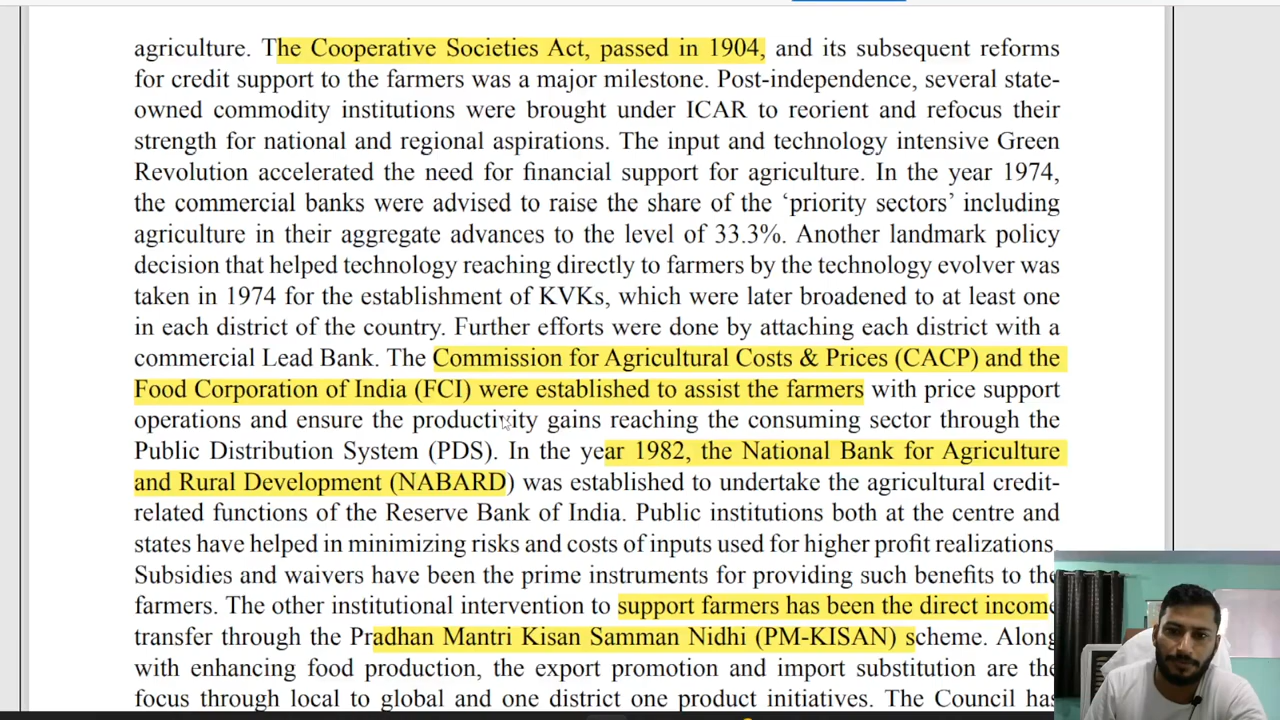 agriculture. The Cooperative Societies Act, passed in 1904, and its subsequent reforms
for credit support to the farmers was a major milestone. Post-independence, several state-
owned commodity institutions were brought under ICAR to reorient and refocus their
strength for national and regional aspirations. The input and technology intensive Green
Revolution accelerated the need for financial support for agriculture. In the year 1974,
the commercial banks were advised to raise the share of the ‘priority sectors’ including
agriculture in their aggregate advances to the level of 33.3%. Another landmark policy
decision that helped technology reaching directly to farmers by the technology evolver was
taken in 1974 for the establishment of KVKs, which were later broadened to at least one
in each district of the country. Further efforts were done by attaching each district with a
commercial Lead Bank. The Commission for Agricultural Costs & Prices (CACP) and the
Food Corporation of India (FCI) were established to assist the farmers with price support
operations and ensure the productivity gains reaching the consuming sector through the
Public Distribution System (PDS). In the year 1982, the National Bank for Agriculture
and Rural Development (NABARD) was established to undertake the agricultural credit-
related functions of the Reserve Bank of India. Public institutions both at the centre and
states have helped in minimizing risks and costs of inputs used for higher profit realizations.
Subsidies and waivers have been the prime instruments for providing such benefits to the
farmers. The other institutional intervention to support farmers has been the direct income
transfer through the Pradhan Mantri Kisan Samman Nidhi (PM-KISAN) scheme. Along
with enhancing food production, the export promotion and import substitution are the
focus through local to global and one district one product initiatives. The Council has